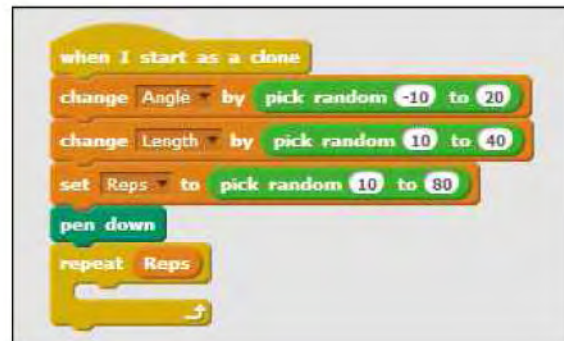 when I start as a clone
change Angle by pick random -10 to 20
change Length by pick random 10 to 40
set Reps to pick random 10 to 80
pen down
repeat Reps